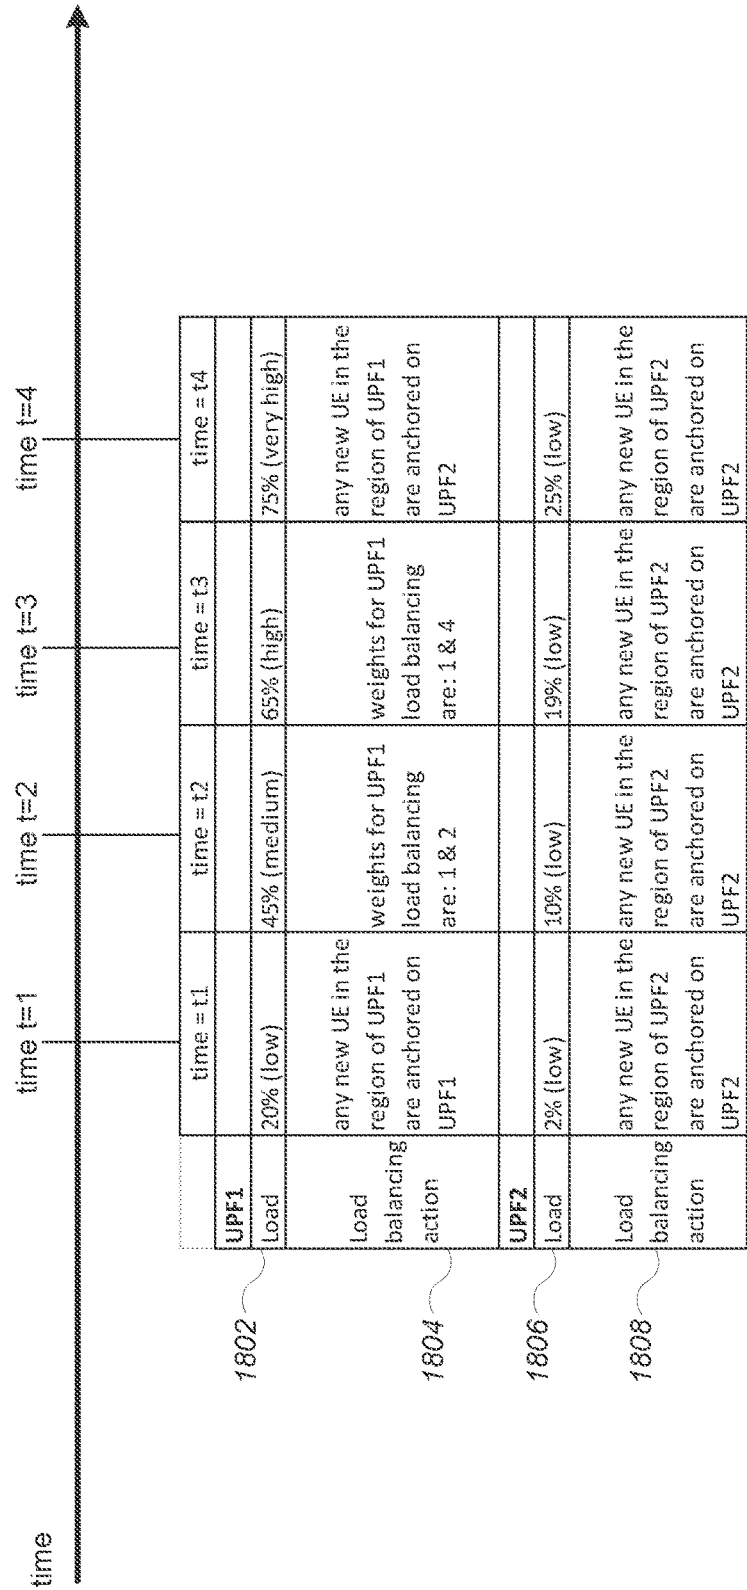 time
time t=1
time t=2
time t=3
time t=4
time = t1
time = t2
time = t3
time = t4
UPF1
1802
Load
20% (low)
45% (medium)
65% (high)
75% (very high)
1804
Load
balancing
action
any new UE in the
region of UPF1
are anchored on
UPF1
weights for UPF1
load balancing
are: 1 & 2
weights for UPF1
load balancing
are: 1 & 4
any new UE in the
region of UPF1
are anchored on
UPF2
UPF2
1806
Load
2% (low)
10% (low)
19% (low)
25% (low)
1808
Load
balancing
action
any new UE in the
region of UPF2
are anchored on
UPF2
any new UE in the
region of UPF2
are anchored on
UPF2
any new UE in the
region of UPF2
are anchored on
UPF2
any new UE in the
region of UPF2
are anchored on
UPF2